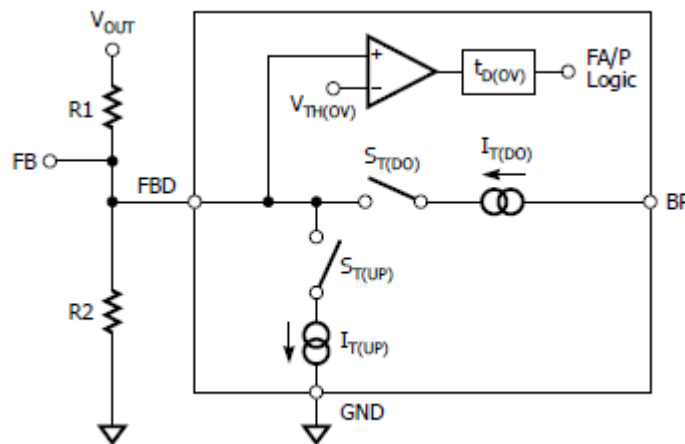 VOUT
R1
FB
FBD
R2
+
−
VTH(OV)
tD(OV)
FA/P
Logic
ST(DO)
IT(DO)
BP
ST(UP)
IT(UP)
GND